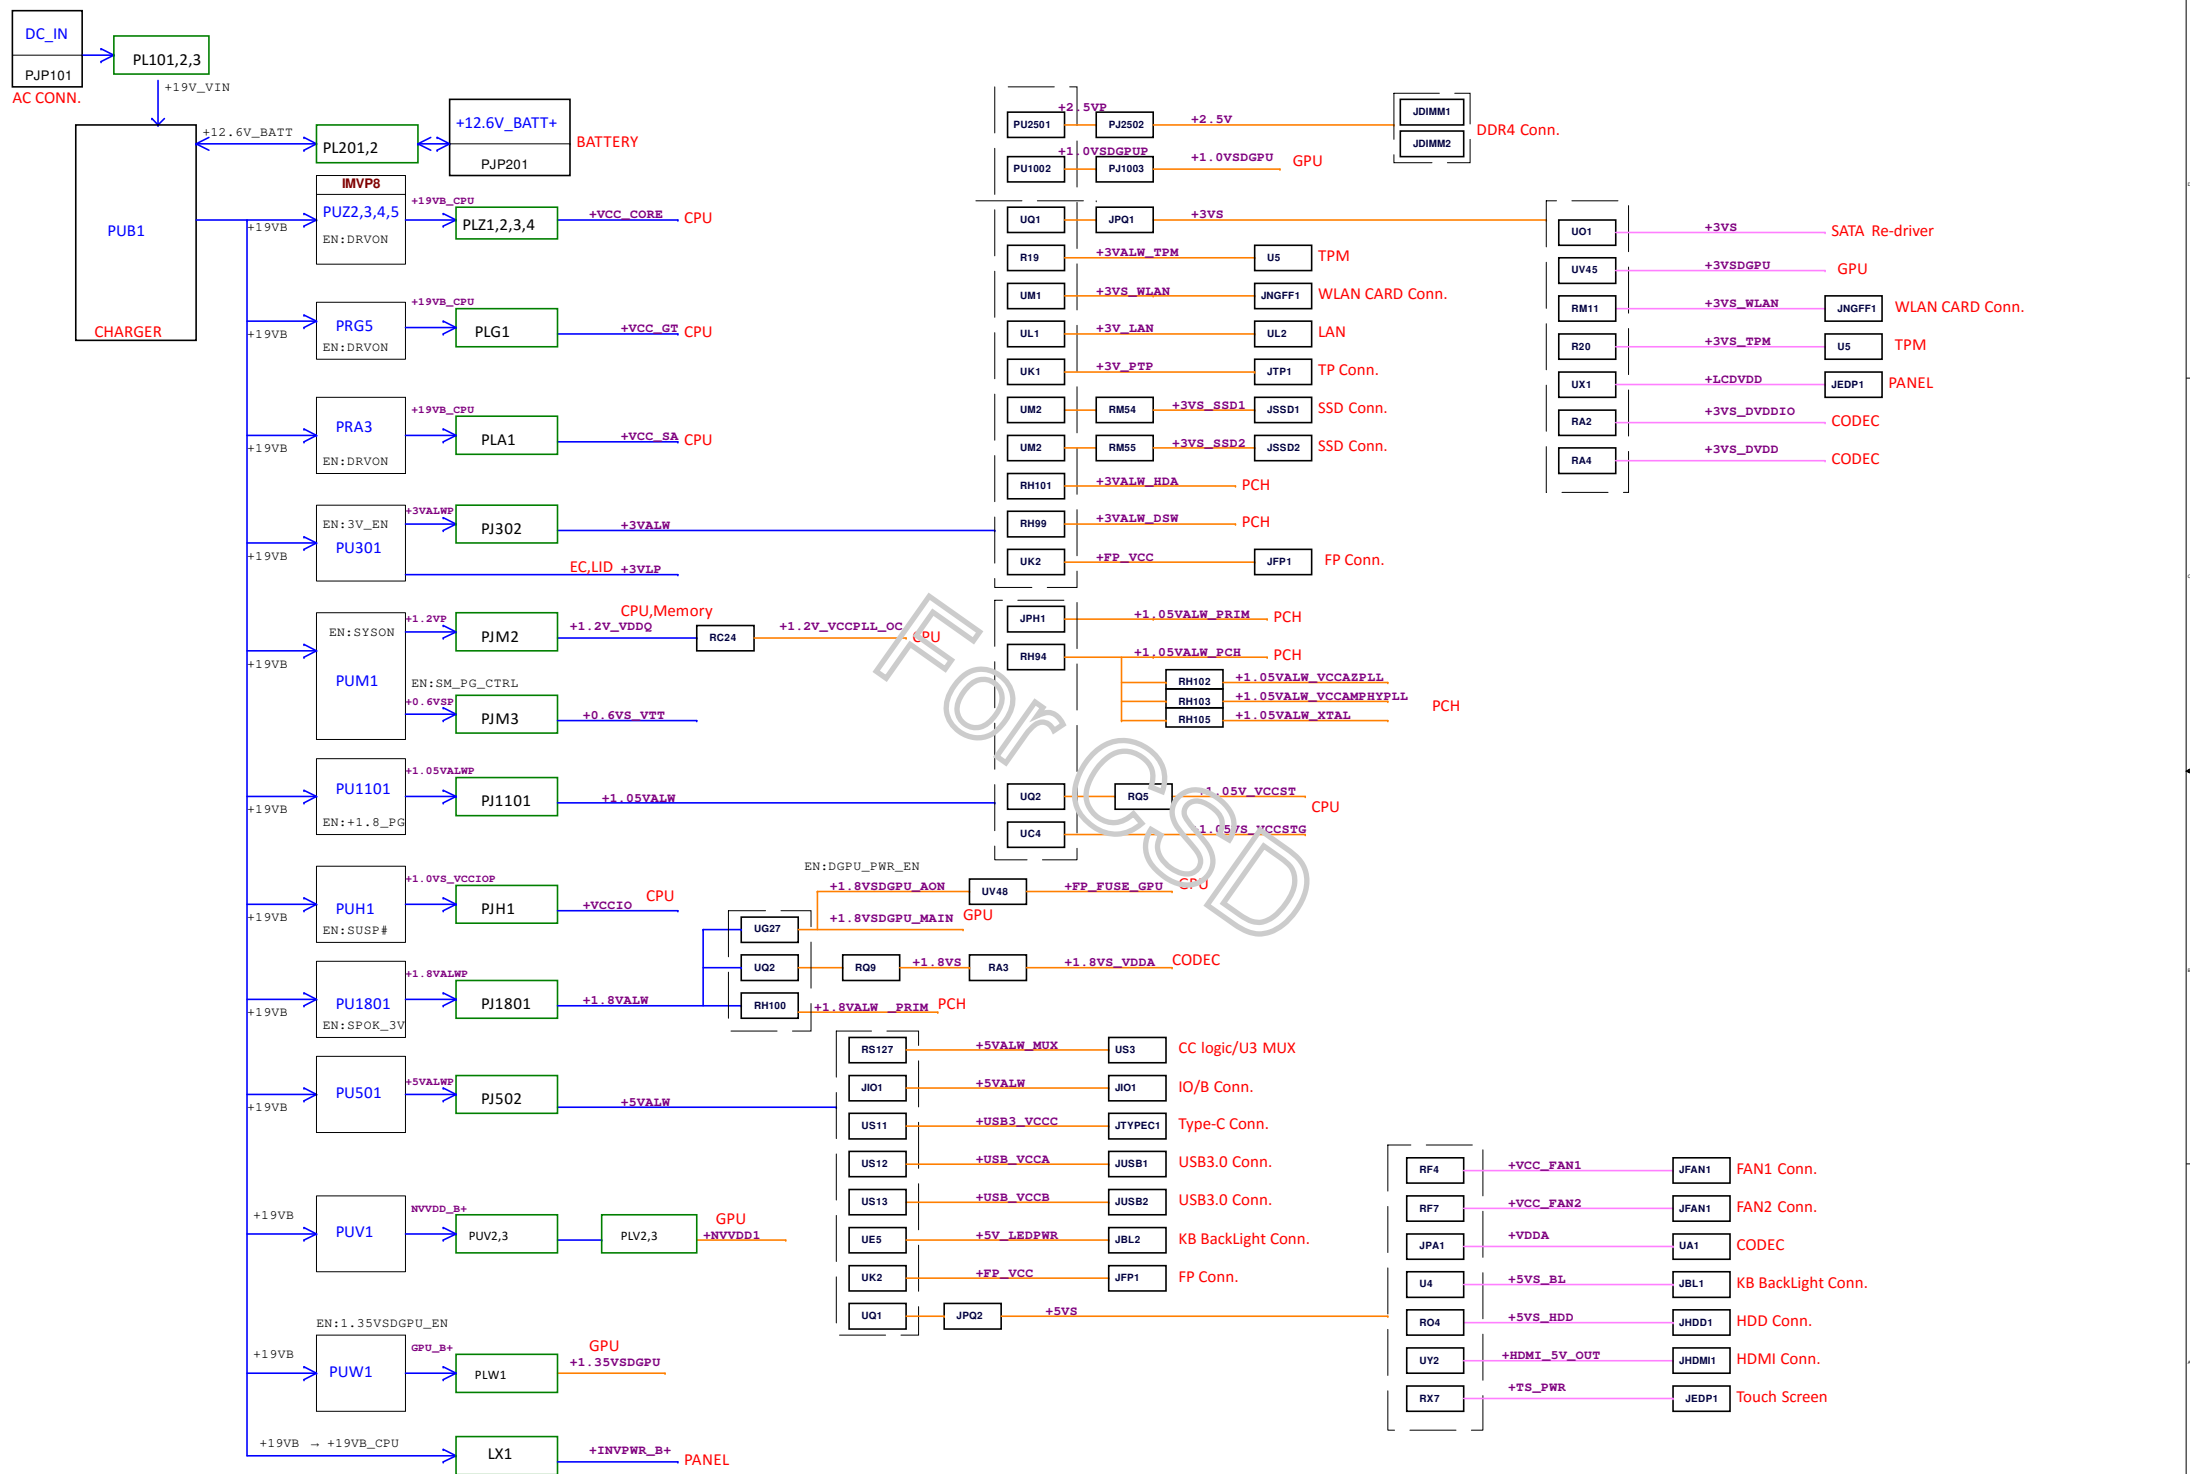 DC_IN
PJP101
AC CONN.
PL101,2,3
+19V_VIN
PUB1
CHARGER
+12.6V_BATT
PL201,2
+12.6V_BATT+
PJP201
BATTERY
+19VB
IMVP8
PUZ2,3,4,5
EN:DRVON
+19VB_CPU
PLZ1,2,3,4
+VCC_CORE
CPU
+19VB
PRG5
EN:DRVON
+19VB_CPU
PLG1
+VCC_GT
CPU
+19VB
PRA3
EN:DRVON
+19VB_CPU
PLA1
+VCC_SA
CPU
+19VB
EN:3V_EN
PU301
+3VALWP
PJ302
+3VALW
EC,LID
+3VLP
+19VB
EN:SYSON
PUM1
+1.2VP
PJM2
CPU,Memory
+1.2V_VDDQ
RC24
+1.2V_VCCPLL_OC
CPU
EN:SM_PG_CTRL
+0.6VSP
PJM3
+0.6VS_VTT
+19VB
PU1101
EN:+1.8_PG
+1.05VALWP
PJ1101
+1.05VALW
+19VB
PUH1
EN:SUSP#
+1.0VS_VCCIOP
PJH1
+VCCIO
CPU
+19VB
PU1801
EN:SPOK_3V
+1.8VALWP
PJ1801
+1.8VALW
EN:DGPU_PWR_EN
+1.8VSDGPU_AON
UV48
+FP_FUSE_GPU
GPU
UG27
+1.8VSDGPU_MAIN
GPU
UQ2
RQ9
+1.8VS
RA3
+1.8VS_VDDA
CODEC
RH100
+1.8VALW _PRIM
PCH
+19VB
PU501
+5VALWP
PJ502
+5VALW
RS127
+5VALW_MUX
US3
CC logic/U3 MUX
JIO1
+5VALW
JIO1
IO/B Conn.
US11
+USB3_VCCC
JTYPEC1
Type-C Conn.
US12
+USB_VCCA
JUSB1
USB3.0 Conn.
US13
+USB_VCCB
JUSB2
USB3.0 Conn.
UE5
+5V_LEDPWR
JBL2
KB BackLight Conn.
UK2
+FP_VCC
JFP1
FP Conn.
UQ1
JPQ2
+5VS
+19VB
PUV1
NVVDD_B+
PUV2,3
PLV2,3
GPU
+NVVDD1
+19VB
EN:1.35VSDGPU_EN
PUW1
GPU_B+
PLW1
GPU
+1.35VSDGPU
+19VB → +19VB_CPU
LX1
+INVPWR_B+
PANEL
PU2501
+2.5VP
PJ2502
+2.5V
JDIMM1
JDIMM2
DDR4 Conn.
PU1002
+1.0VSDGPUP
PJ1003
+1.0VSDGPU
GPU
UQ1
JPQ1
+3VS
R19
+3VALW_TPM
U5
TPM
UM1
+3VS_WLAN
JNGFF1
WLAN CARD Conn.
UL1
+3V_LAN
UL2
LAN
UK1
+3V_PTP
JTP1
TP Conn.
UM2
RM54
+3VS_SSD1
JSSD1
SSD Conn.
UM2
RM55
+3VS_SSD2
JSSD2
SSD Conn.
RH101
+3VALW_HDA
PCH
RH99
+3VALW_DSW
PCH
UK2
+FP_VCC
JFP1
FP Conn.
JPH1
+1.05VALW_PRIM
PCH
RH94
+1.05VALW_PCH
PCH
RH102
+1.05VALW_VCCAZPLL
RH103
+1.05VALW_VCCAMPHYPLL
RH105
+1.05VALW_XTAL
PCH
UQ2
RQ5
+1.05V_VCCST
CPU
UC4
1.05VS_VCCSTG
For CSD
UO1
+3VS
SATA Re-driver
UV45
+3VSDGPU
GPU
RM11
+3VS_WLAN
JNGFF1
WLAN CARD Conn.
R20
+3VS_TPM
U5
TPM
UX1
+LCDVDD
JEDP1
PANEL
RA2
+3VS_DVDDIO
CODEC
RA4
+3VS_DVDD
CODEC
RF4
+VCC_FAN1
JFAN1
FAN1 Conn.
RF7
+VCC_FAN2
JFAN1
FAN2 Conn.
JPA1
+VDDA
UA1
CODEC
U4
+5VS_BL
JBL1
KB BackLight Conn.
RO4
+5VS_HDD
JHDD1
HDD Conn.
UY2
+HDMI_5V_OUT
JHDMI1
HDMI Conn.
RX7
+TS_PWR
JEDP1
Touch Screen